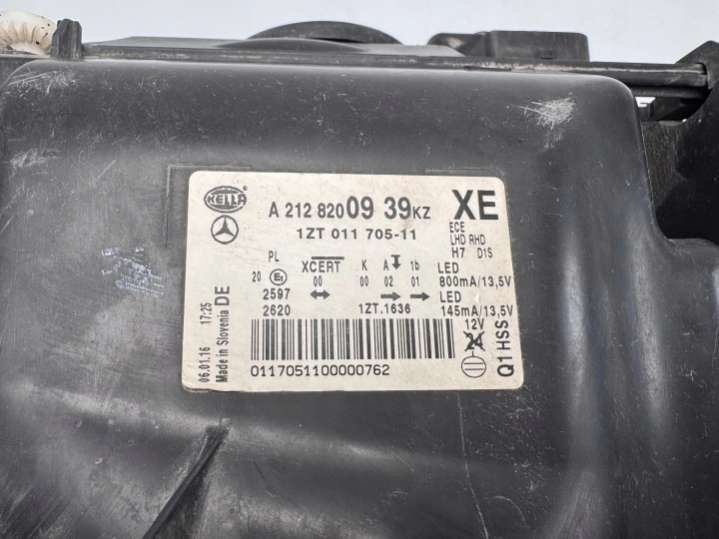 HELLA
A 212 820 09 39 KZ XE
1ZT 011 705-11
ECE
LHD RHD
H7 D1S
PL XCERT K A 1b LED
20 E1 00 00 02 01 800mA/13,5V
2597 LED
2620 1ZT.1636 145mA/13,5V
12V
24
0117051100000762
06.01.16 17:25
Made in Slovenia DE
Q1 HSS